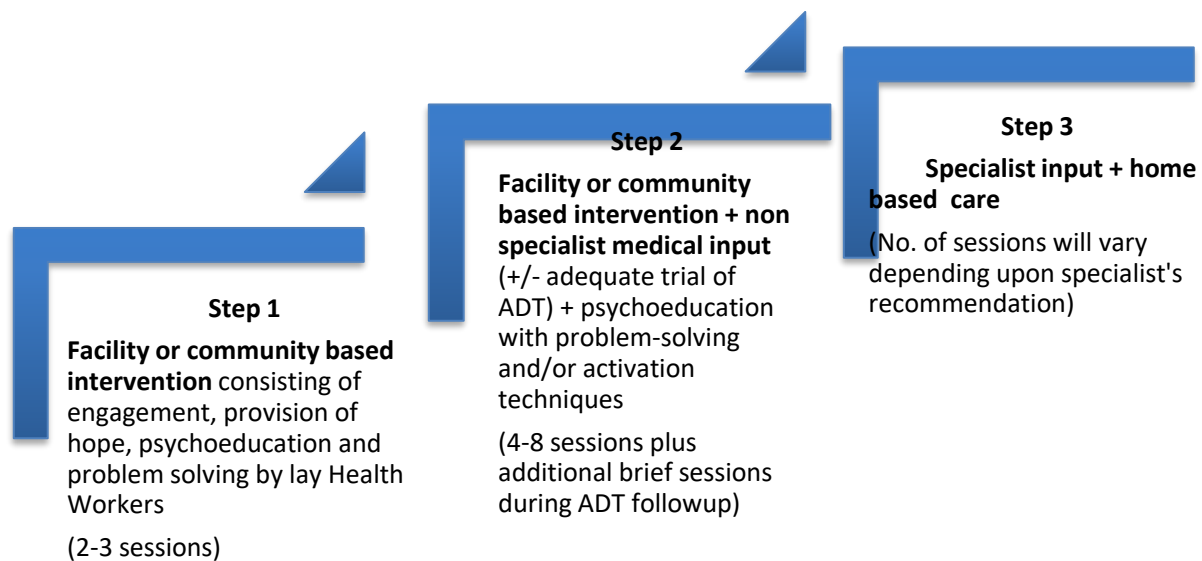 Step 1
Facility or community based
intervention consisting of
engagement, provision of
hope, psychoeducation and
problem solving by lay Health
Workers
(2-3 sessions)
Step 2
Facility or community
based intervention + non
specialist medical input
(+/- adequate trial of
ADT) + psychoeducation
with problem-solving
and/or activation
techniques
(4-8 sessions plus
additional brief sessions
during ADT followup)
Step 3
Specialist input + home
based care
(No. of sessions will vary
depending upon specialist's
recommendation)